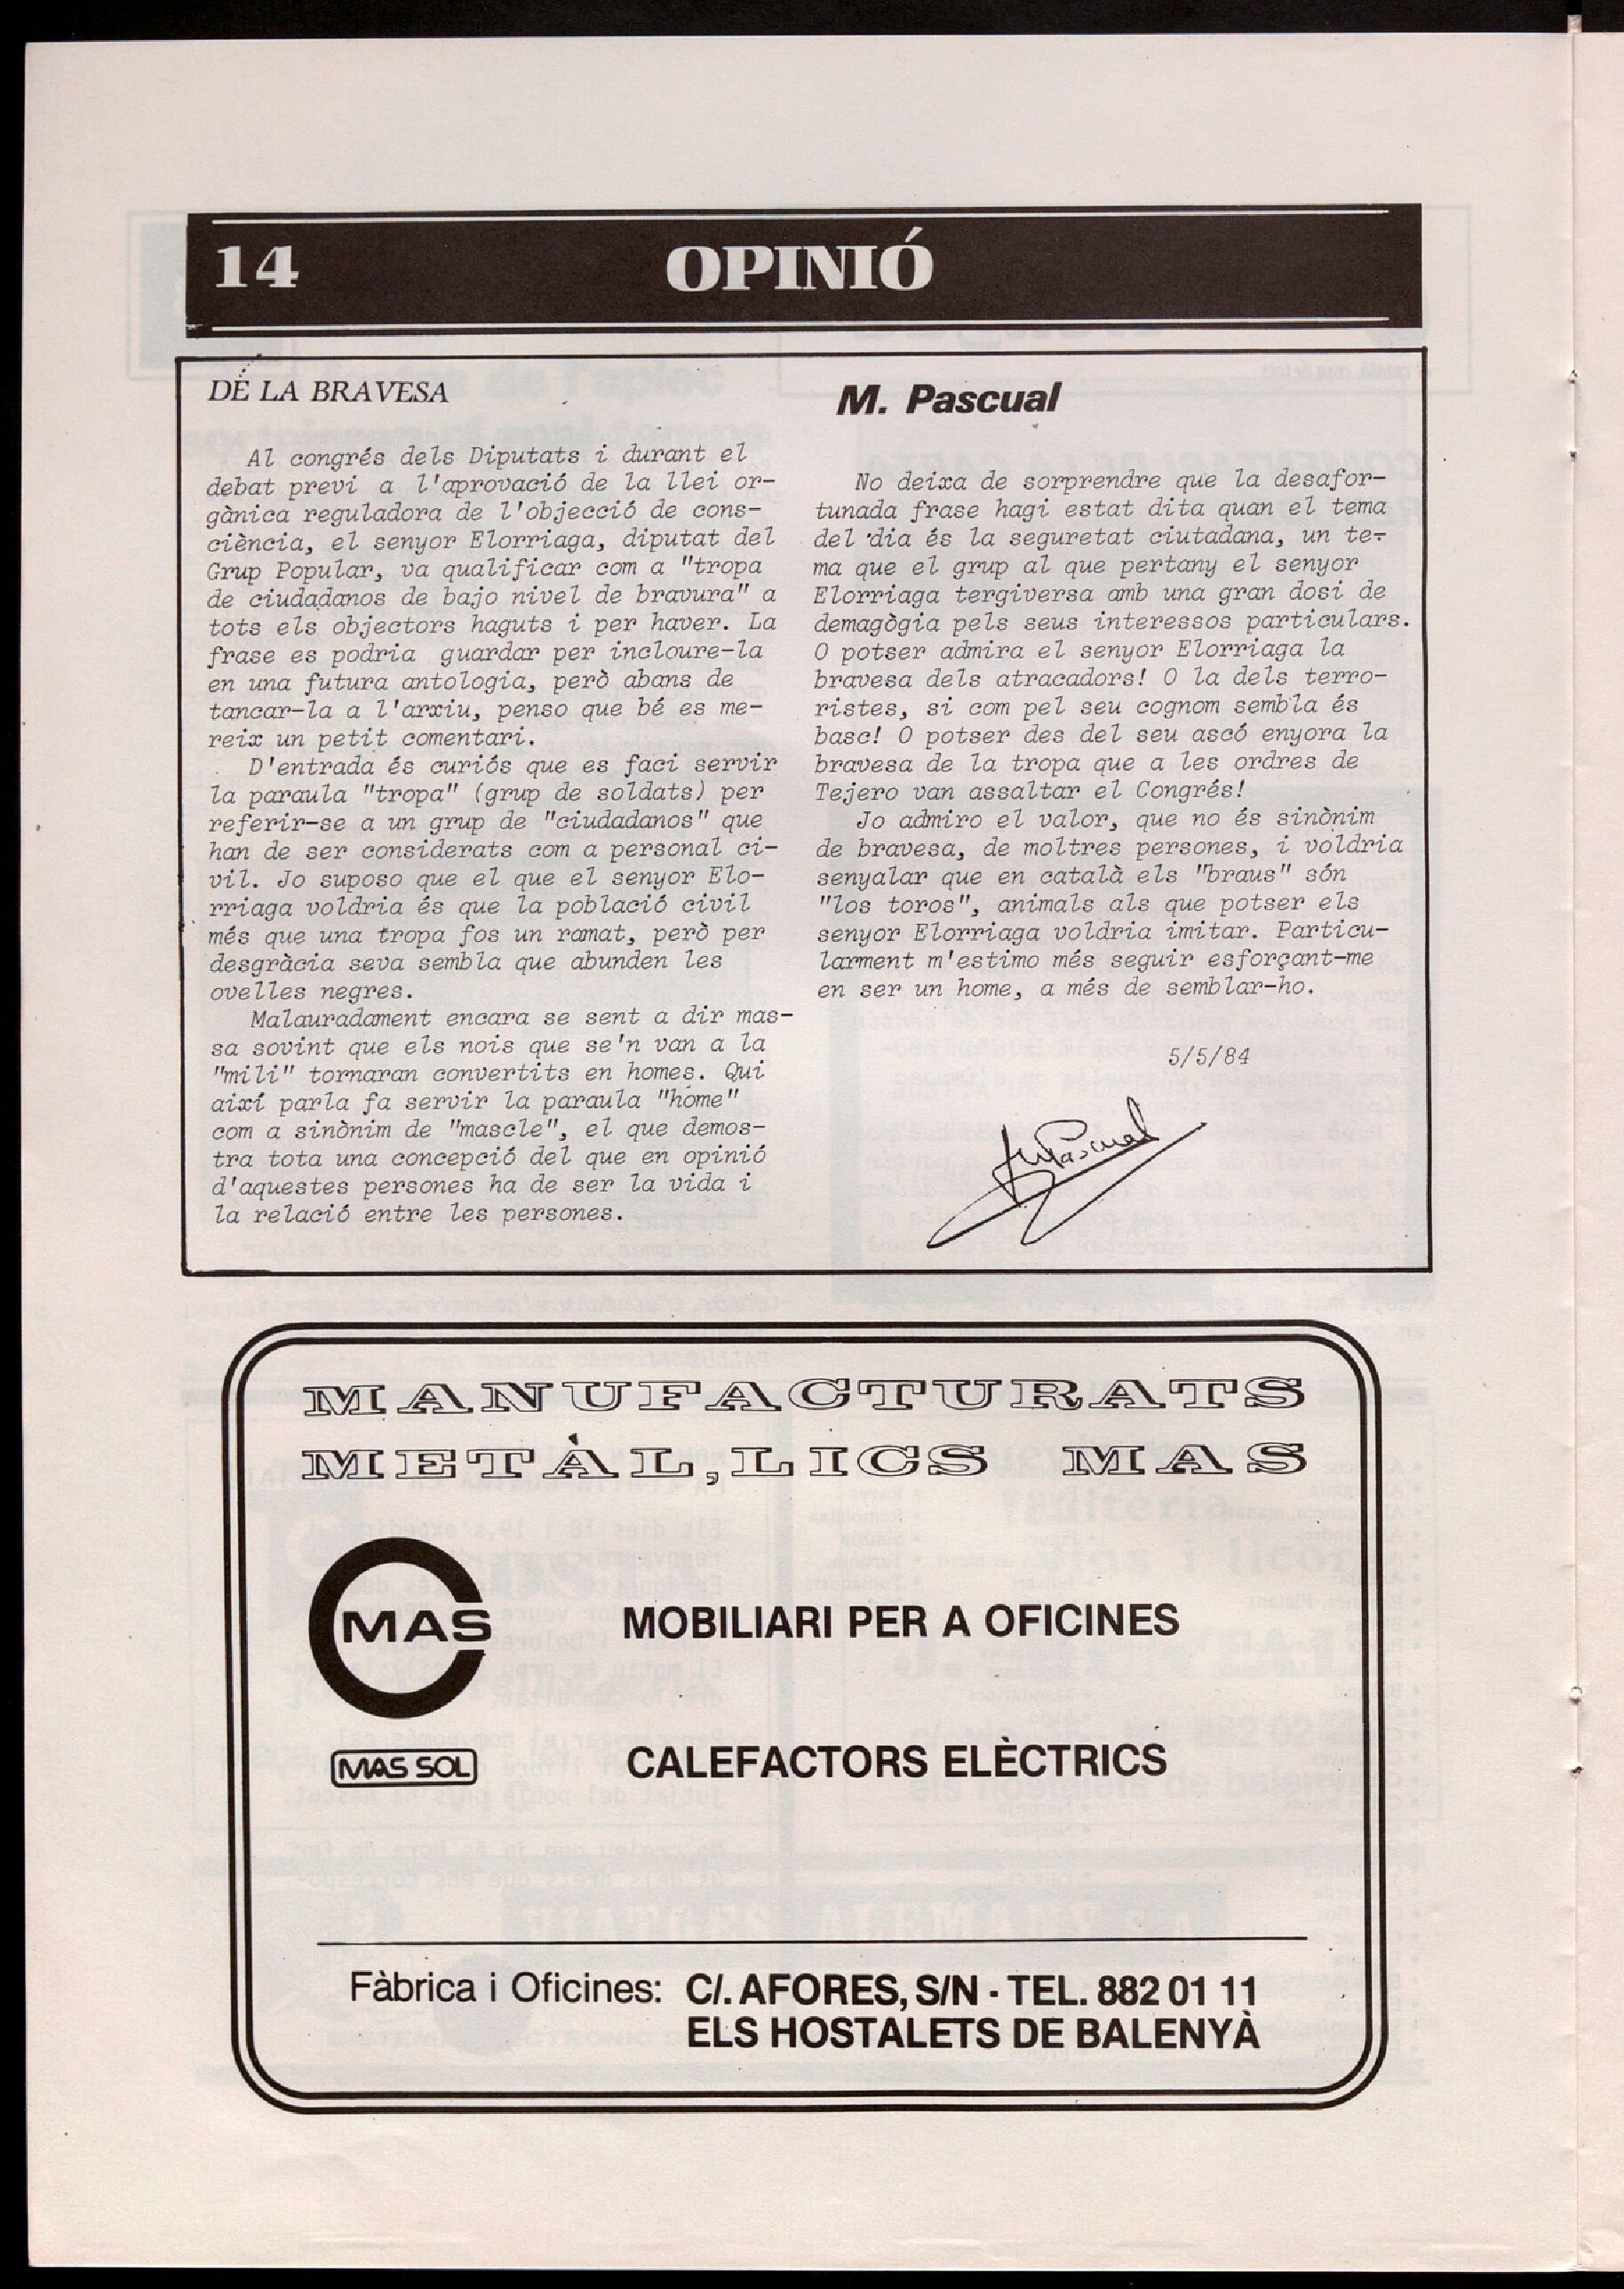 14
OPINIÓ
DE LA BRAVESA
M. Pascual
Al congrés dels Diputats i durant el
debat previ a l'aprovació de la llei or-
gànica reguladora de l'objecció de cons-
ciència, el senyor Elorriaga, diputat del
Grup Popular, va qualificar com a "tropa
de ciudadanos de bajo nivel de bravura" a
tots els objectors haguts i per haver. La
frase es podria guardar per incloure-la
en una futura antologia, però abans de
tancar-la a l'arxiu, penso que bé es me-
reix un petit comentari.
D'entrada és curiós que es faci servir
la paraula "tropa" (grup de soldats) per
referir-se a un grup de "ciudadanos" que
han de ser considerats com a personal ci-
vil. Jo suposo que el que el senyor Elo-
rriaga voldria és que la població civil
més que una tropa fos un ramat, però per
desgràcia seva sembla que abunden les
ovelles negres.
Malauradament encara se sent a dir mas-
sa sovint que els nois que se'n van a la
"mili" tornaran convertits en homes. Qui
així parla fa servir la paraula "home"
com a sinònim de "mascle", el que demos-
tra tota una concepció del que en opinió
d'aquestes persones ha de ser la vida i
la relació entre les persones.
No deixa de sorprendre que la desafor-
tunada frase hagi estat dita quan el tema
del dia és la seguretat ciutadana, un te-
ma que el grup al que pertany el senyor
Elorriaga tergiversa amb una gran dosi de
demagògia pels seus interessos particulars.
O potser admira el senyor Elorriaga la
bravesa dels atracadors! O la dels terro-
ristes, si com pel seu cognom sembla és
basc! O potser des del seu ascó enyora la
bravesa de la tropa que a les ordres de
Tejero van assaltar el Congrés!
Jo admiro el valor, que no és sinònim
de bravesa, de moltres persones, i voldria
senyalar que en català els "braus" són
"los toros", animals als que potser els
senyor Elorriaga voldria imitar. Particu-
larment m'estimo més seguir esforçant-me
en ser un home, a més de semblar-ho.
5/5/84
MPascual
MANUFACTURATS
METÀL,LICS MAS
MAS
MOBILIARI PER A OFICINES
MAS SOL
CALEFACTORS ELÈCTRICS
Fàbrica i Oficines: C/. AFORES, S/N - TEL. 882 01 11
ELS HOSTALETS DE BALENYÀ